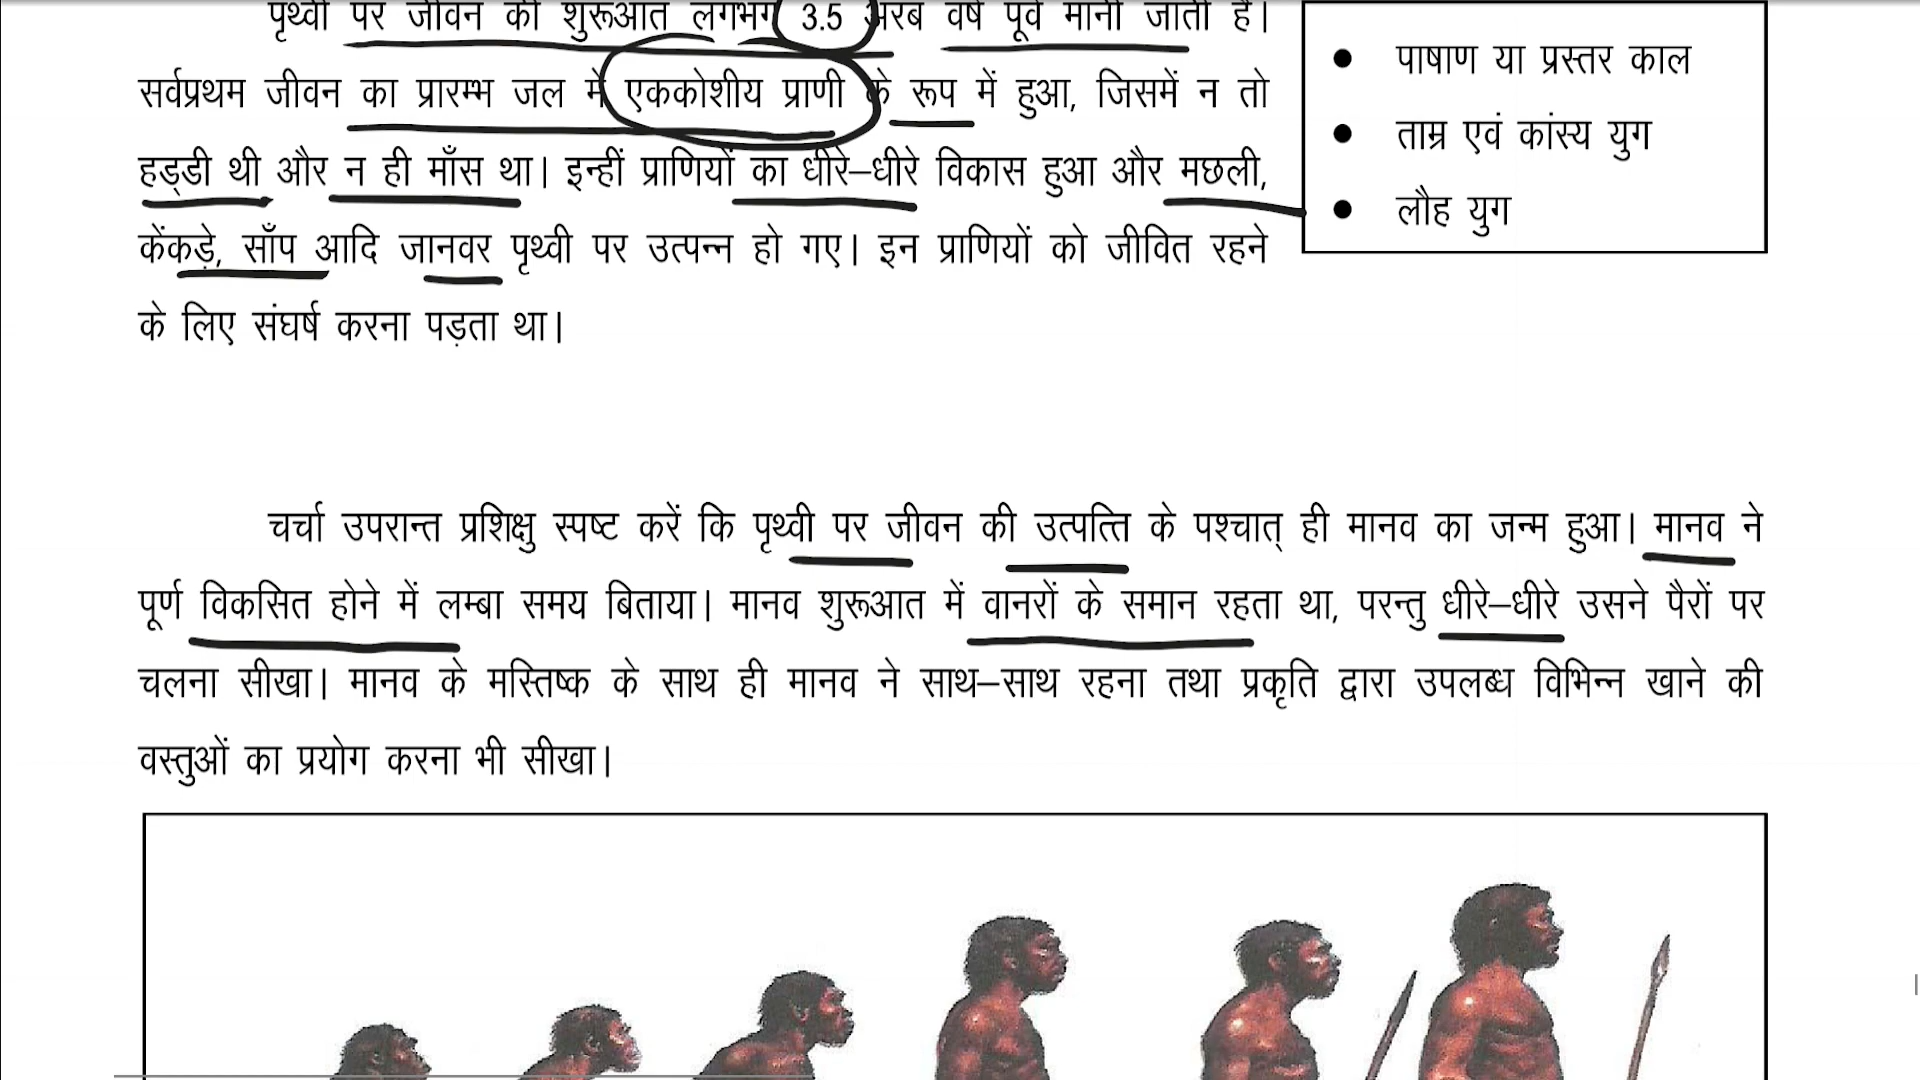 पृथ्वी पर जीवन की शुरूआत लगभग 3.5 अरब वर्ष पूर्व मानी जाती है।
सर्वप्रथम जीवन का प्रारम्भ जल में एककोशीय प्राणी के रूप में हुआ, जिसमें न तो
हड्डी थी और न ही माँस था। इन्हीं प्राणियों का धीरे–धीरे विकास हुआ और मछली,
केंकड़े, साँप आदि जानवर पृथ्वी पर उत्पन्न हो गए। इन प्राणियों को जीवित रहने
के लिए संघर्ष करना पड़ता था।
• पाषाण या प्रस्तर काल
• ताम्र एवं कांस्य युग
• लौह युग
चर्चा उपरान्त प्रशिक्षु स्पष्ट करें कि पृथ्वी पर जीवन की उत्पत्ति के पश्चात् ही मानव का जन्म हुआ। मानव ने
पूर्ण विकसित होने में लम्बा समय बिताया। मानव शुरूआत में वानरों के समान रहता था, परन्तु धीरे–धीरे उसने पैरों पर
चलना सीखा। मानव के मस्तिष्क के साथ ही मानव ने साथ–साथ रहना तथा प्रकृति द्वारा उपलब्ध विभिन्न खाने की
वस्तुओं का प्रयोग करना भी सीखा।